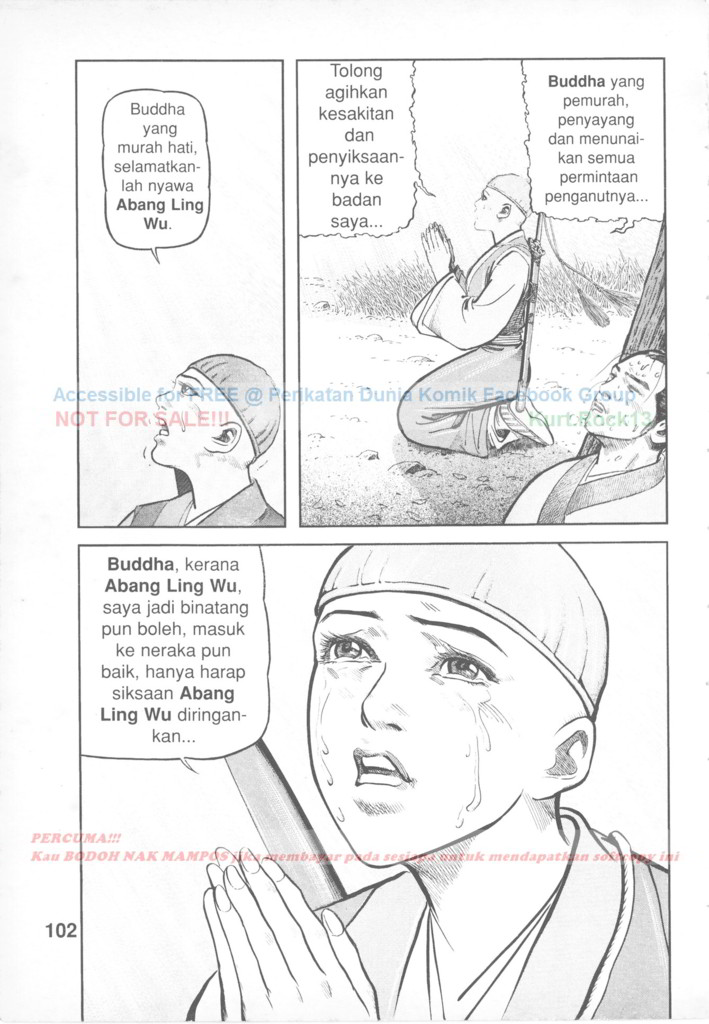 Buddha
yang
murah hati,
selamatkan-
lah nyawa
Abang Ling
Wu.
Buddha yang
pemurah,
penyayang
dan menunai-
kan semua
permintaan
penganutnya...
Tolong
agihkan
kesakitan
dan
penyiksaan-
nya ke
badan
saya...
Accessible for FREE @ Perikatan Dunia Komik Facebook Group
NOT FOR SALE!!!
Kurt.Rock13
Buddha, kerana
Abang Ling Wu,
saya jadi binatang
pun boleh, masuk
ke neraka pun
baik, hanya harap
siksaan Abang
Ling Wu diringan-
kan...
PERCUMA!!!
Kau BODOH NAK MAMPOS jika membayar pada sesiapa untuk mendapatkan softcopy ini
102